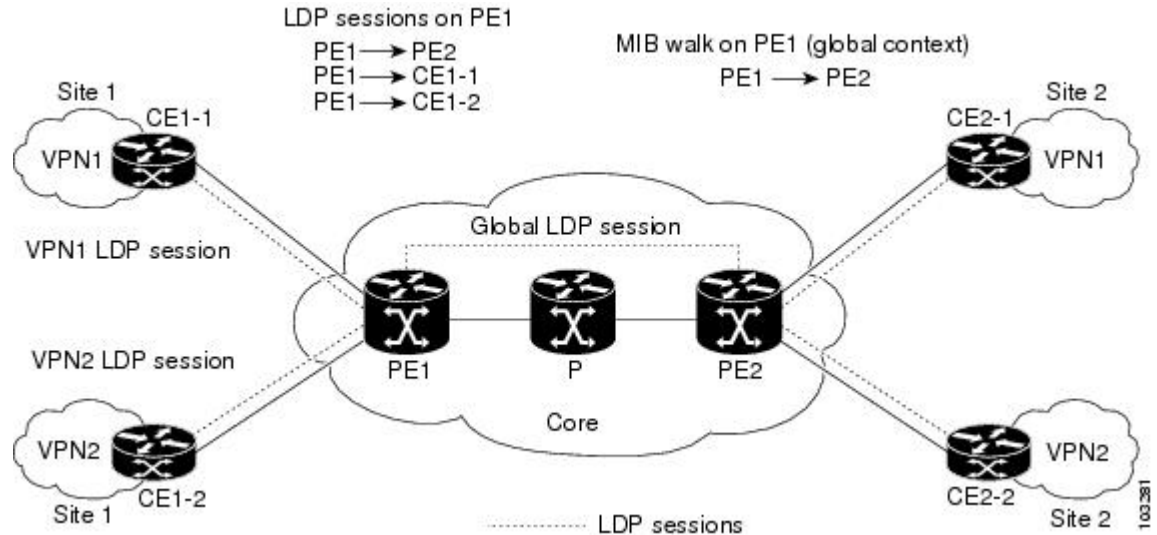 LDP sessions on PE1
PE1 → PE2
PE1 → CE1-1
PE1 → CE1-2
MIB walk on PE1 (global context)
PE1 → PE2
Site 1
CE1-1
VPN1
Site 2
CE2-1
VPN1
VPN1 LDP session
Global LDP session
VPN2 LDP session
PE1
P
PE2
Core
VPN2
CE1-2
Site 1
VPN2
CE2-2
Site 2
LDP sessions
103281